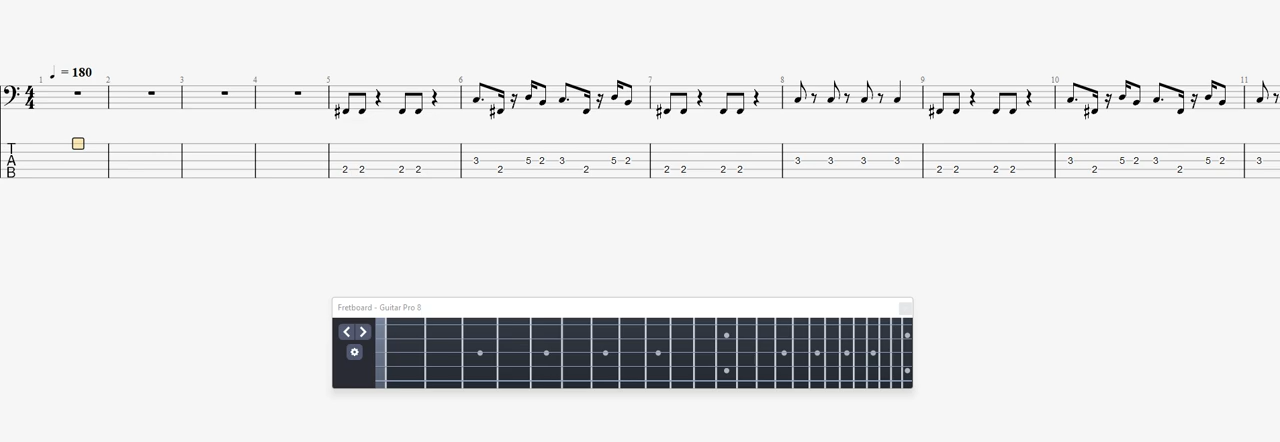 ♩ = 180
1 2 3 4 5 6 7 8 9 10 11
4
4
T
A
B
3 5 2 3 5 2 3 3 3 3 3 5 2 3 5 2 3
2 2 2 2 2 2 2 2 2 2 2 2 2 2 2 2
Fretboard - Guitar Pro 8